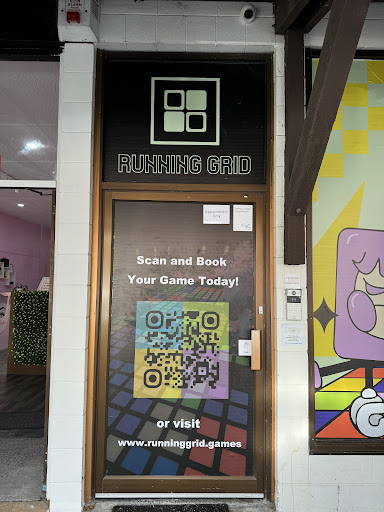 RUNNING GRID
Scan and Book
Your Game Today!
or visit
www.runninggrid.games